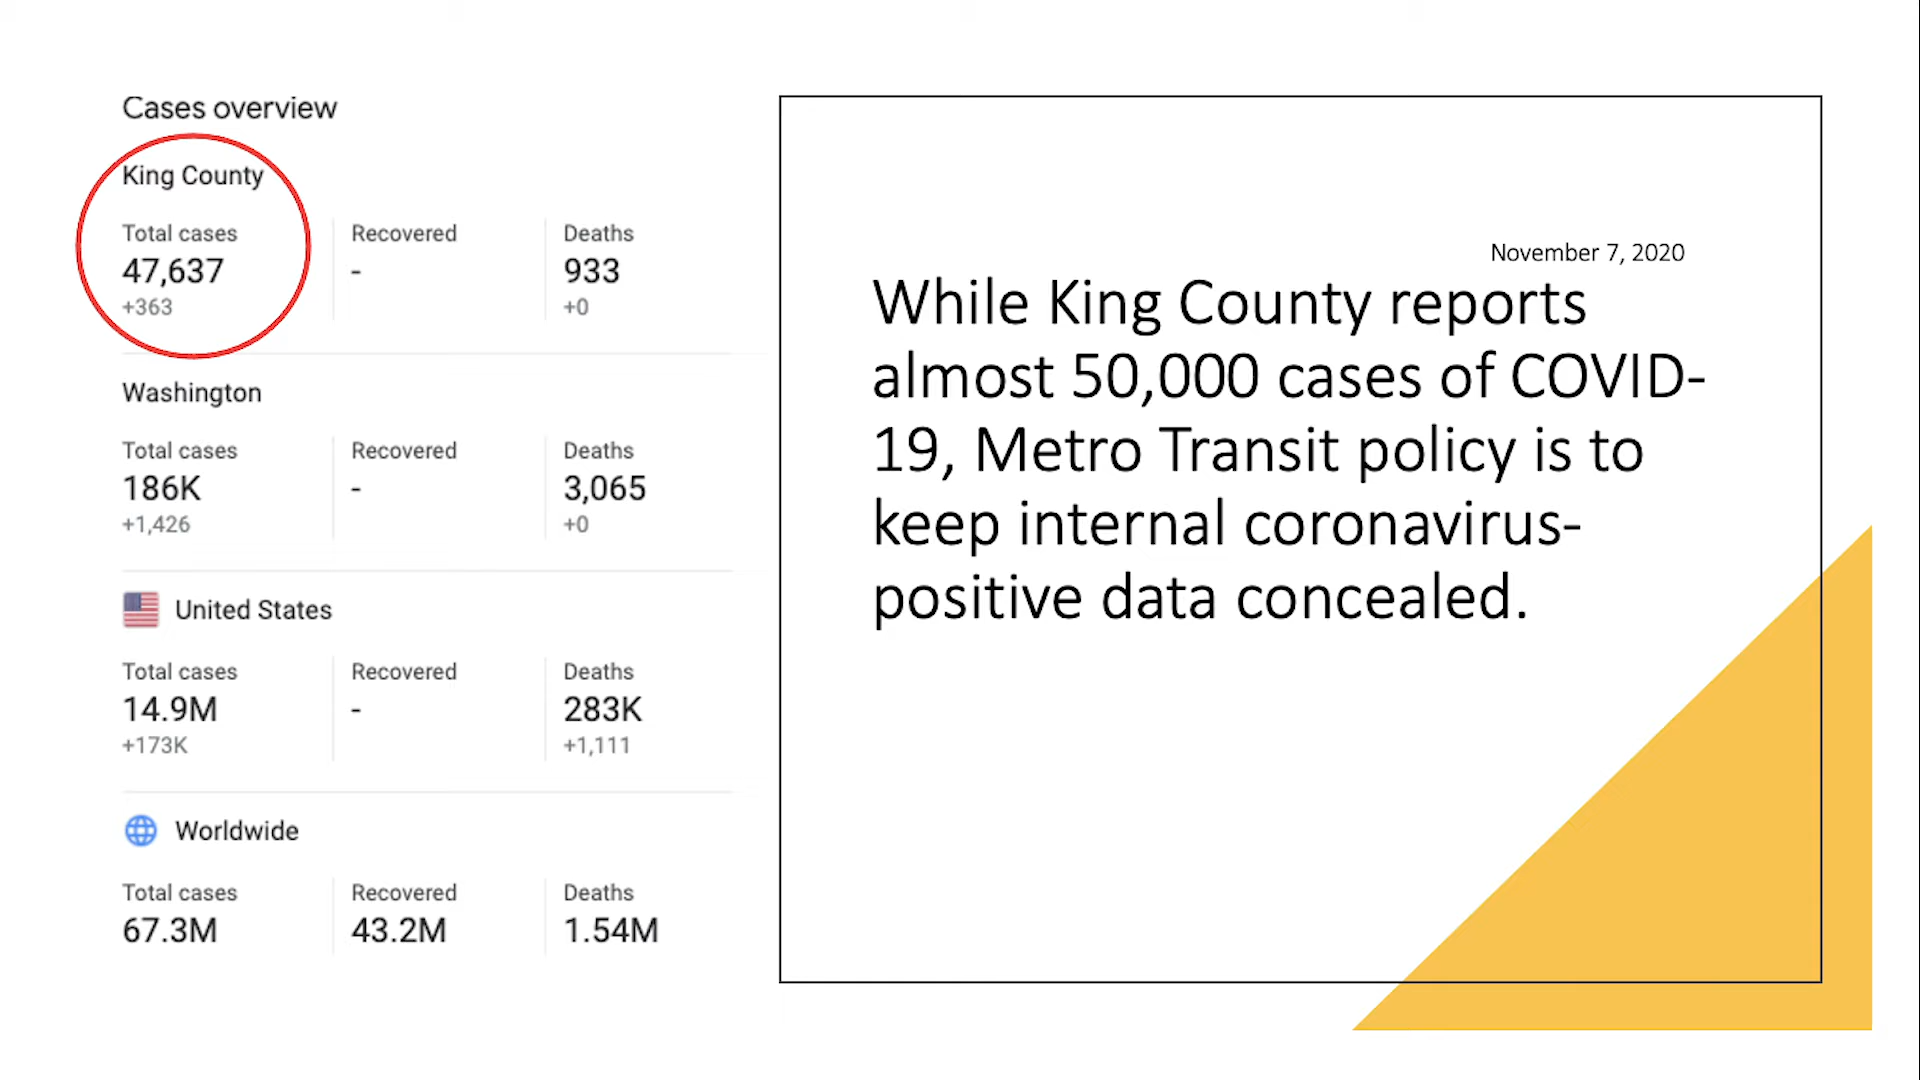 Cases overview
King County
Total cases
47,637
+363
Recovered
-
Deaths
933
+0
Washington
Total cases
186K
+1,426
Recovered
-
Deaths
3,065
+0
United States
Total cases
14.9M
+173K
Recovered
-
Deaths
283K
+1,111
Worldwide
Total cases
67.3M
Recovered
43.2M
Deaths
1.54M
November 7, 2020
While King County reports
almost 50,000 cases of COVID-
19, Metro Transit policy is to
keep internal coronavirus-
positive data concealed.